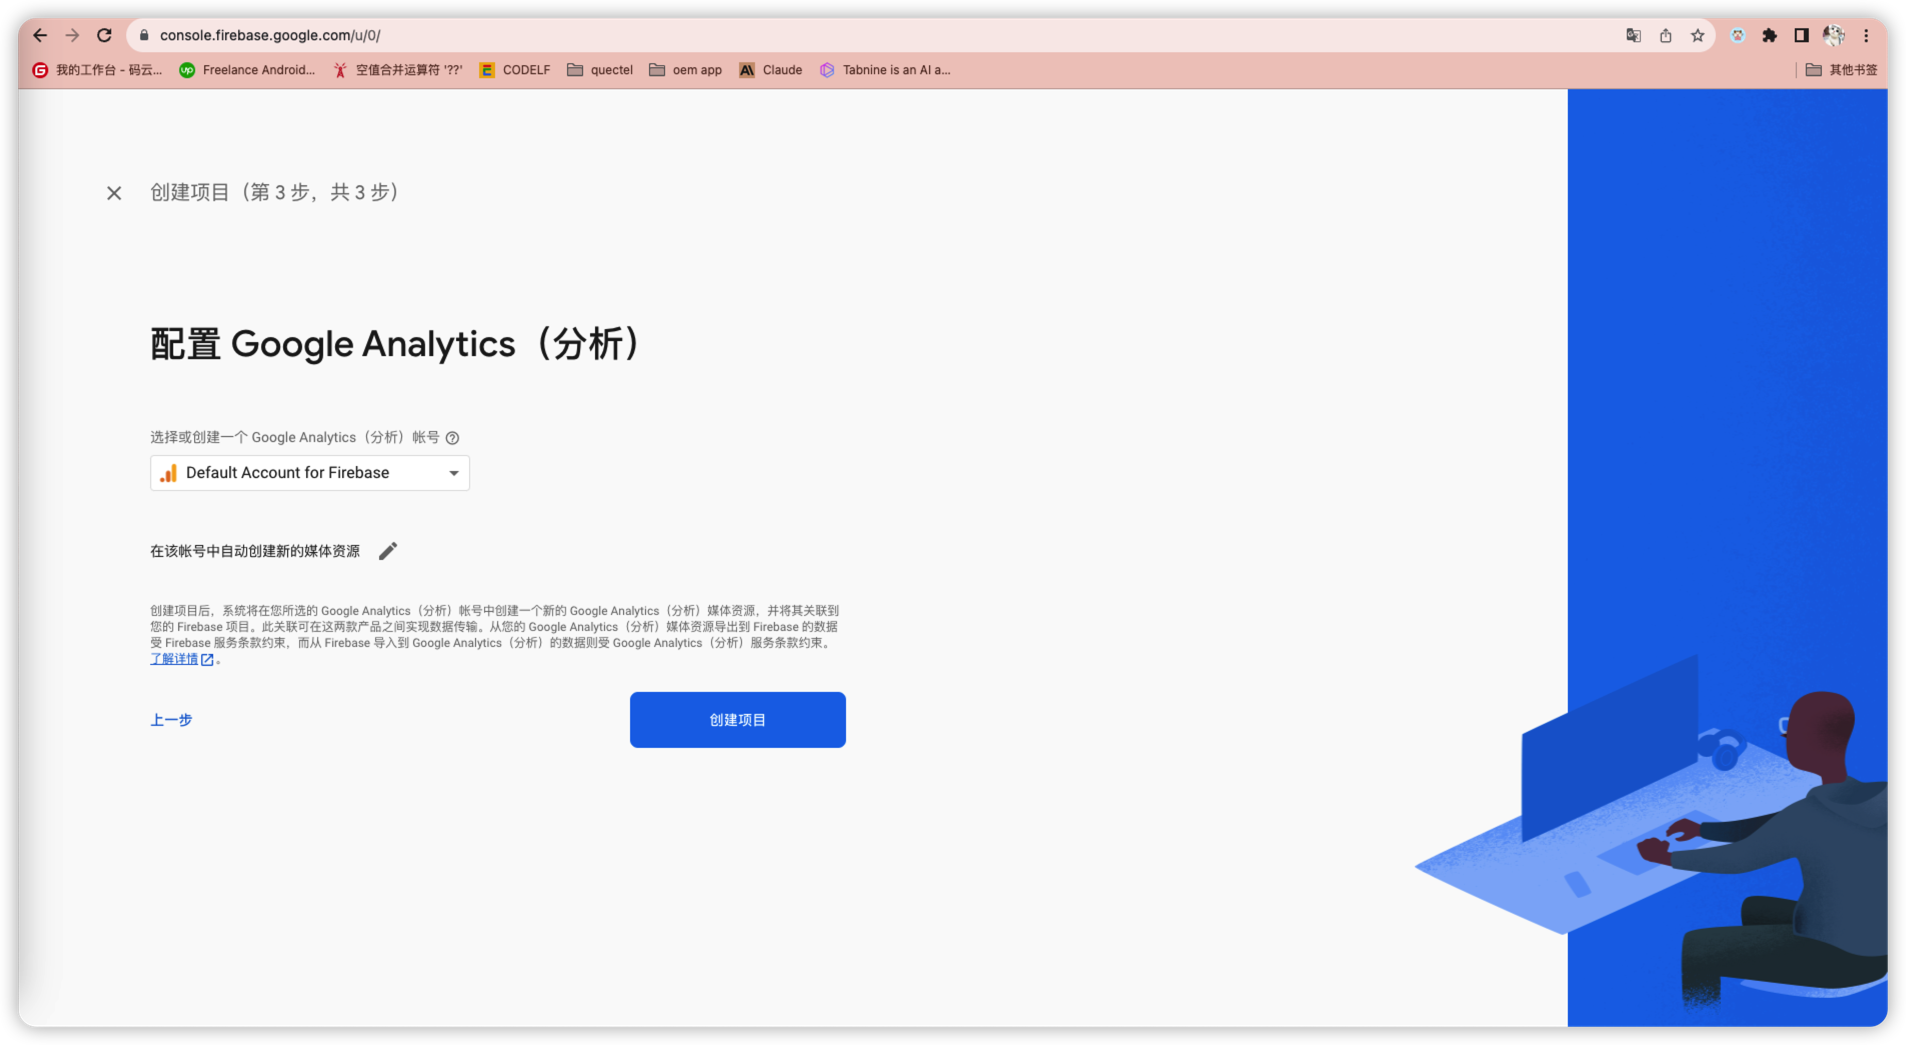 console.firebase.google.com/u/0/
我的工作台 - 码云... Freelance Android... 空值合并运算符 '??' CODELF quectel oem app Claude Tabnine is an AI a... 其他书签
创建项目（第 3 步，共 3 步）
配置 Google Analytics（分析）
选择或创建一个 Google Analytics（分析）帐号
Default Account for Firebase
在该帐号中自动创建新的媒体资源
创建项目后，系统将在您所选的 Google Analytics（分析）帐号中创建一个新的 Google Analytics（分析）媒体资源，并将其关联到
您的 Firebase 项目。此关联可在这两款产品之间实现数据传输。从您的 Google Analytics（分析）媒体资源导出到 Firebase 的数据
受 Firebase 服务条款约束，而从 Firebase 导入到 Google Analytics（分析）的数据则受 Google Analytics（分析）服务条款约束。
了解详情。
上一步 创建项目